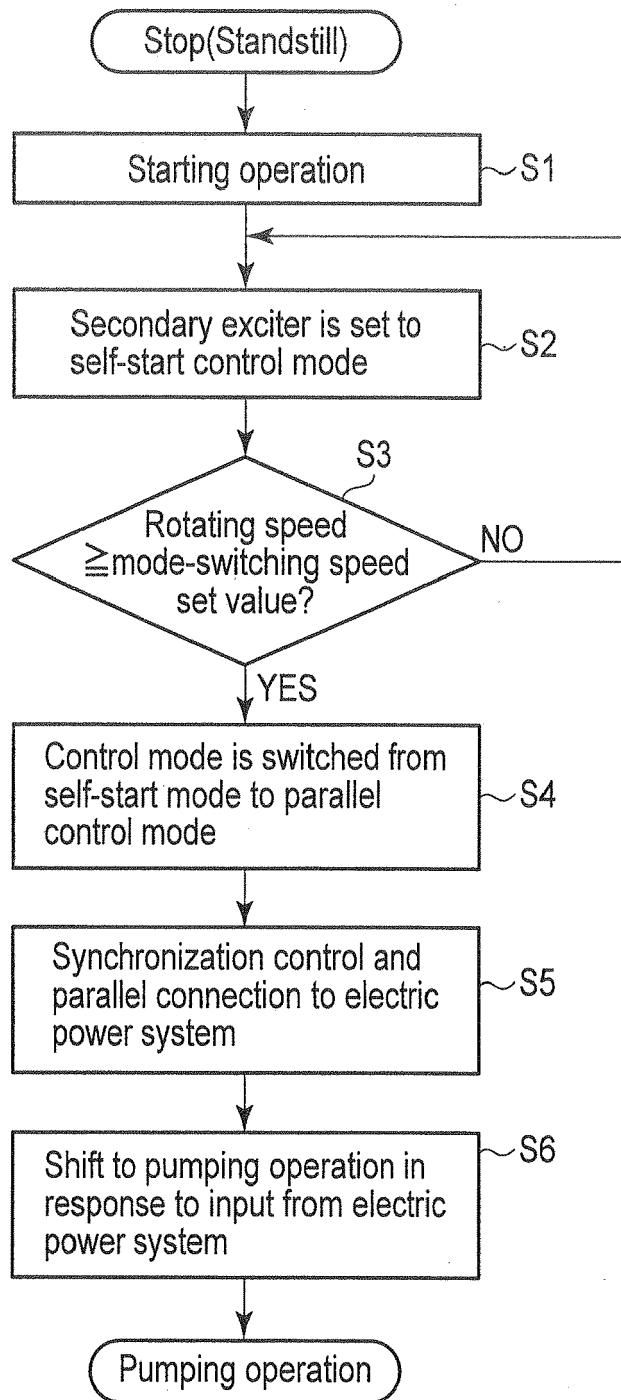 Stop(Standstill)
Starting operation
S1
Secondary exciter is set to
self-start control mode
S2
S3
Rotating speed
≧mode-switching speed
set value?
NO
YES
Control mode is switched from
self-start mode to parallel
control mode
S4
Synchronization control and
parallel connection to electric
power system
S5
Shift to pumping operation in
response to input from electric
power system
S6
Pumping operation